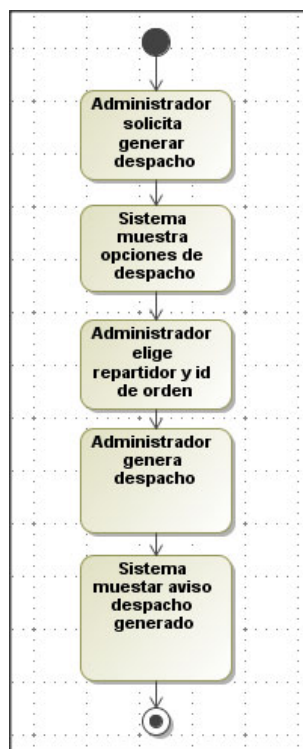 Administrador
solicita
generar
despacho
Sistema
muestra
opciones de
despacho
Administrador
elige
repartidor y id
de orden
Administrador
genera
despacho
Sistema
muestar aviso
despacho
generado